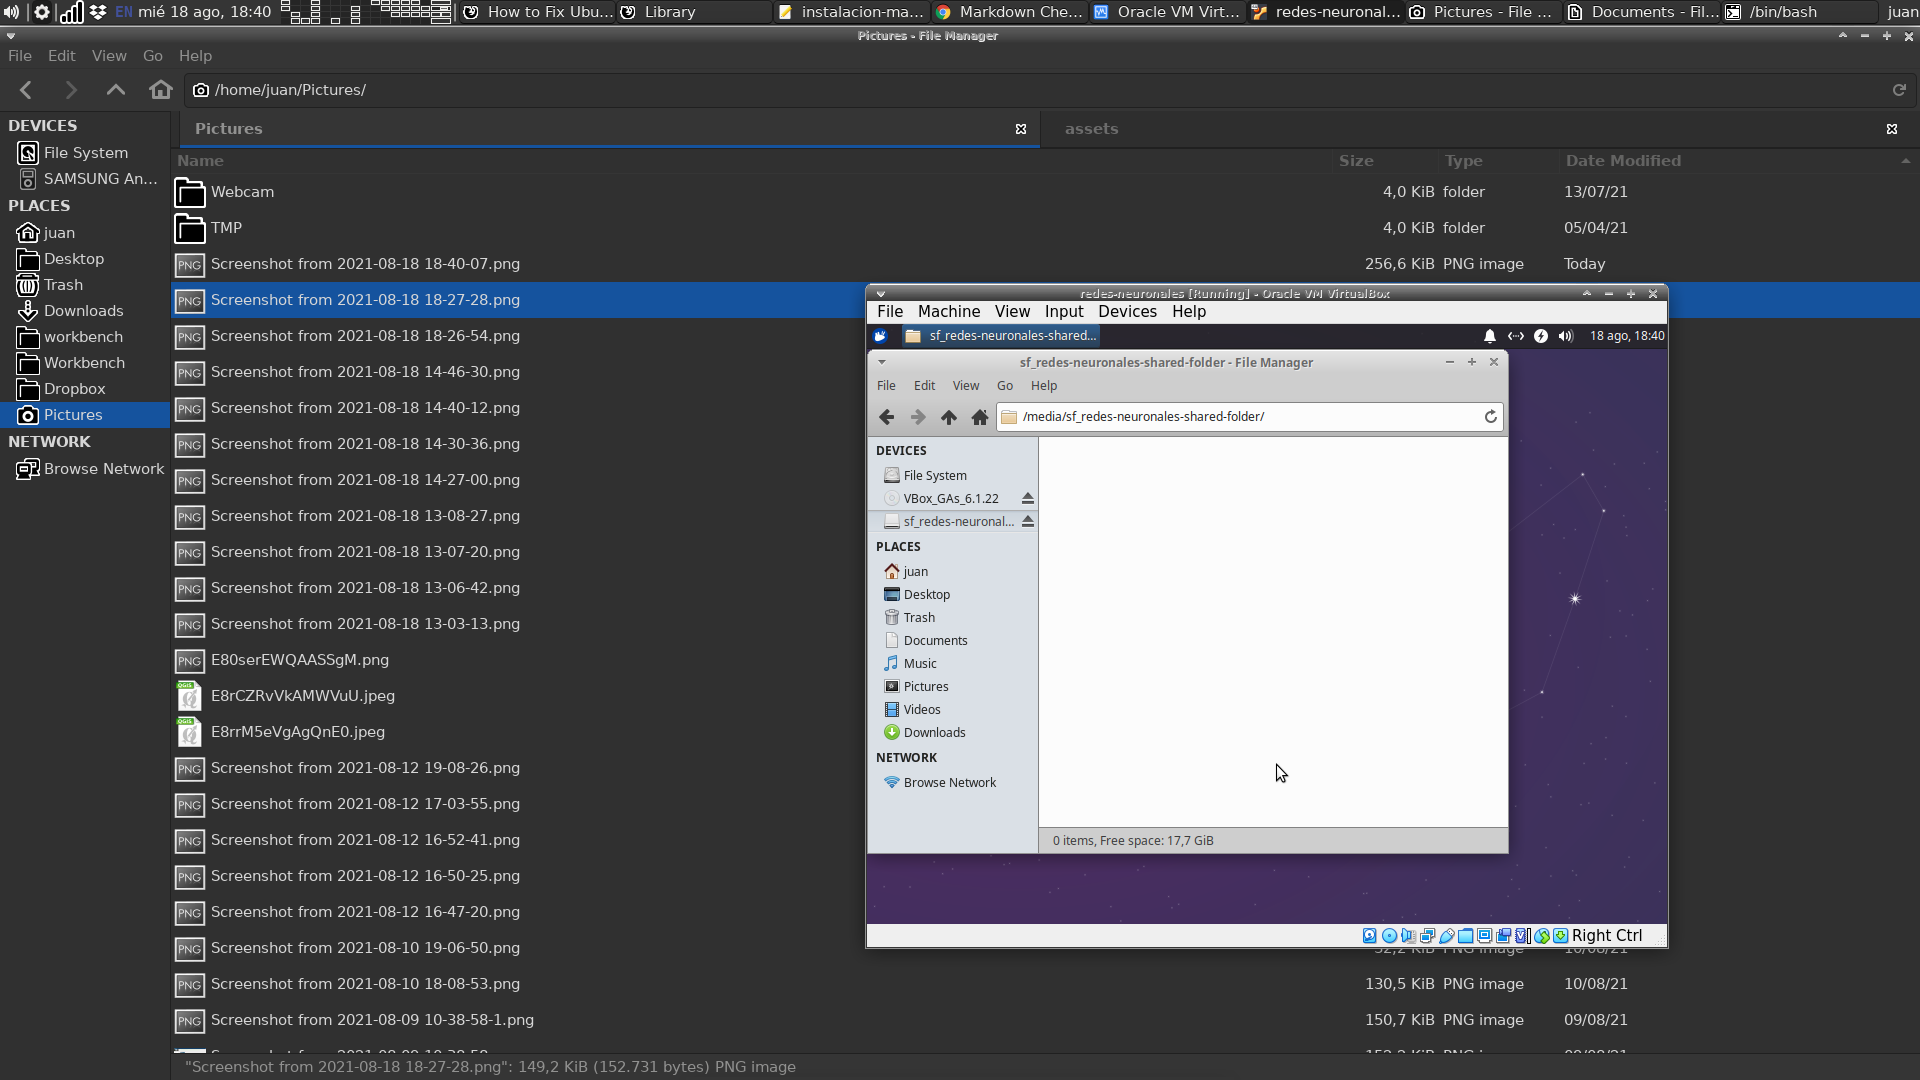 EN mié 18 ago, 18:40 How to Fix Ubu... Library instalacion-ma... Markdown Che... Oracle VM Virt... redes-neuronal... Pictures - File ... Documents - Fil... /bin/bash juan
Pictures - File Manager
File Edit View Go Help
/home/juan/Pictures/
DEVICES
File System
SAMSUNG An...
PLACES
juan
Desktop
Trash
Downloads
workbench
Workbench
Dropbox
Pictures
NETWORK
Browse Network
Pictures assets
Name Size Type Date Modified
Webcam 4,0 KiB folder 13/07/21
TMP 4,0 KiB folder 05/04/21
Screenshot from 2021-08-18 18-40-07.png 256,6 KiB PNG image Today
Screenshot from 2021-08-18 18-27-28.png
Screenshot from 2021-08-18 18-26-54.png
Screenshot from 2021-08-18 14-46-30.png
Screenshot from 2021-08-18 14-40-12.png
Screenshot from 2021-08-18 14-30-36.png
Screenshot from 2021-08-18 14-27-00.png
Screenshot from 2021-08-18 13-08-27.png
Screenshot from 2021-08-18 13-07-20.png
Screenshot from 2021-08-18 13-06-42.png
Screenshot from 2021-08-18 13-03-13.png
E80serEWQAASSgM.png
E8rCZRvVkAMWVuU.jpeg
E8rrM5eVgAgQnE0.jpeg
Screenshot from 2021-08-12 19-08-26.png
Screenshot from 2021-08-12 17-03-55.png
Screenshot from 2021-08-12 16-52-41.png
Screenshot from 2021-08-12 16-50-25.png
Screenshot from 2021-08-12 16-47-20.png
Screenshot from 2021-08-10 19-06-50.png
Screenshot from 2021-08-10 18-08-53.png 130,5 KiB PNG image 10/08/21
Screenshot from 2021-08-09 10-38-58-1.png 150,7 KiB PNG image 09/08/21
"Screenshot from 2021-08-18 18-27-28.png": 149,2 KiB (152.731 bytes) PNG image
redes-neuronales [Running] - Oracle VM VirtualBox
File Machine View Input Devices Help
sf_redes-neuronales-shared... 18 ago, 18:40
sf_redes-neuronales-shared-folder - File Manager
File Edit View Go Help
/media/sf_redes-neuronales-shared-folder/
DEVICES
File System
VBox_GAs_6.1.22
sf_redes-neuronal...
PLACES
juan
Desktop
Trash
Documents
Music
Pictures
Videos
Downloads
NETWORK
Browse Network
0 items, Free space: 17,7 GiB
Right Ctrl